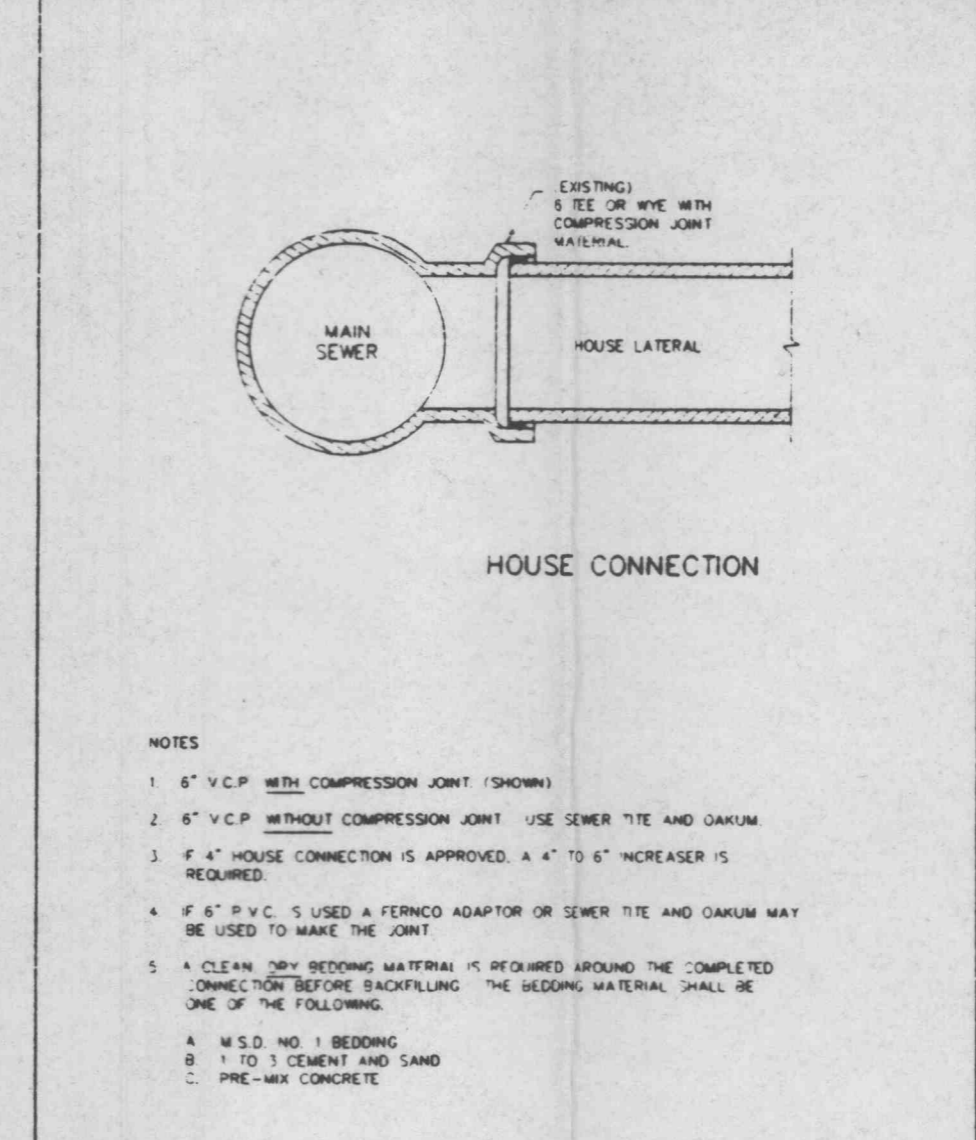 EXISTING)
6 TEE OR WYE WITH
COMPRESSION JOINT
MATERIAL.
MAIN
SEWER
HOUSE LATERAL
HOUSE CONNECTION
NOTES
1. 6" V.C.P WITH COMPRESSION JOINT. (SHOWN)
2. 6" V.C.P WITHOUT COMPRESSION JOINT USE SEWER TITE AND OAKUM.
3. IF 4" HOUSE CONNECTION IS APPROVED, A 4" TO 6" INCREASER IS
REQUIRED.
4. IF 6" P.V.C. IS USED A FERNCO ADAPTOR OR SEWER TITE AND OAKUM MAY
BE USED TO MAKE THE JOINT.
5. A CLEAN, DRY BEDDING MATERIAL IS REQUIRED AROUND THE COMPLETED
CONNECTION BEFORE BACKFILLING THE BEDDING MATERIAL SHALL BE
ONE OF THE FOLLOWING.
A. M.S.D. NO. 1 BEDDING
B. 1 TO 3 CEMENT AND SAND
C. PRE-MIX CONCRETE